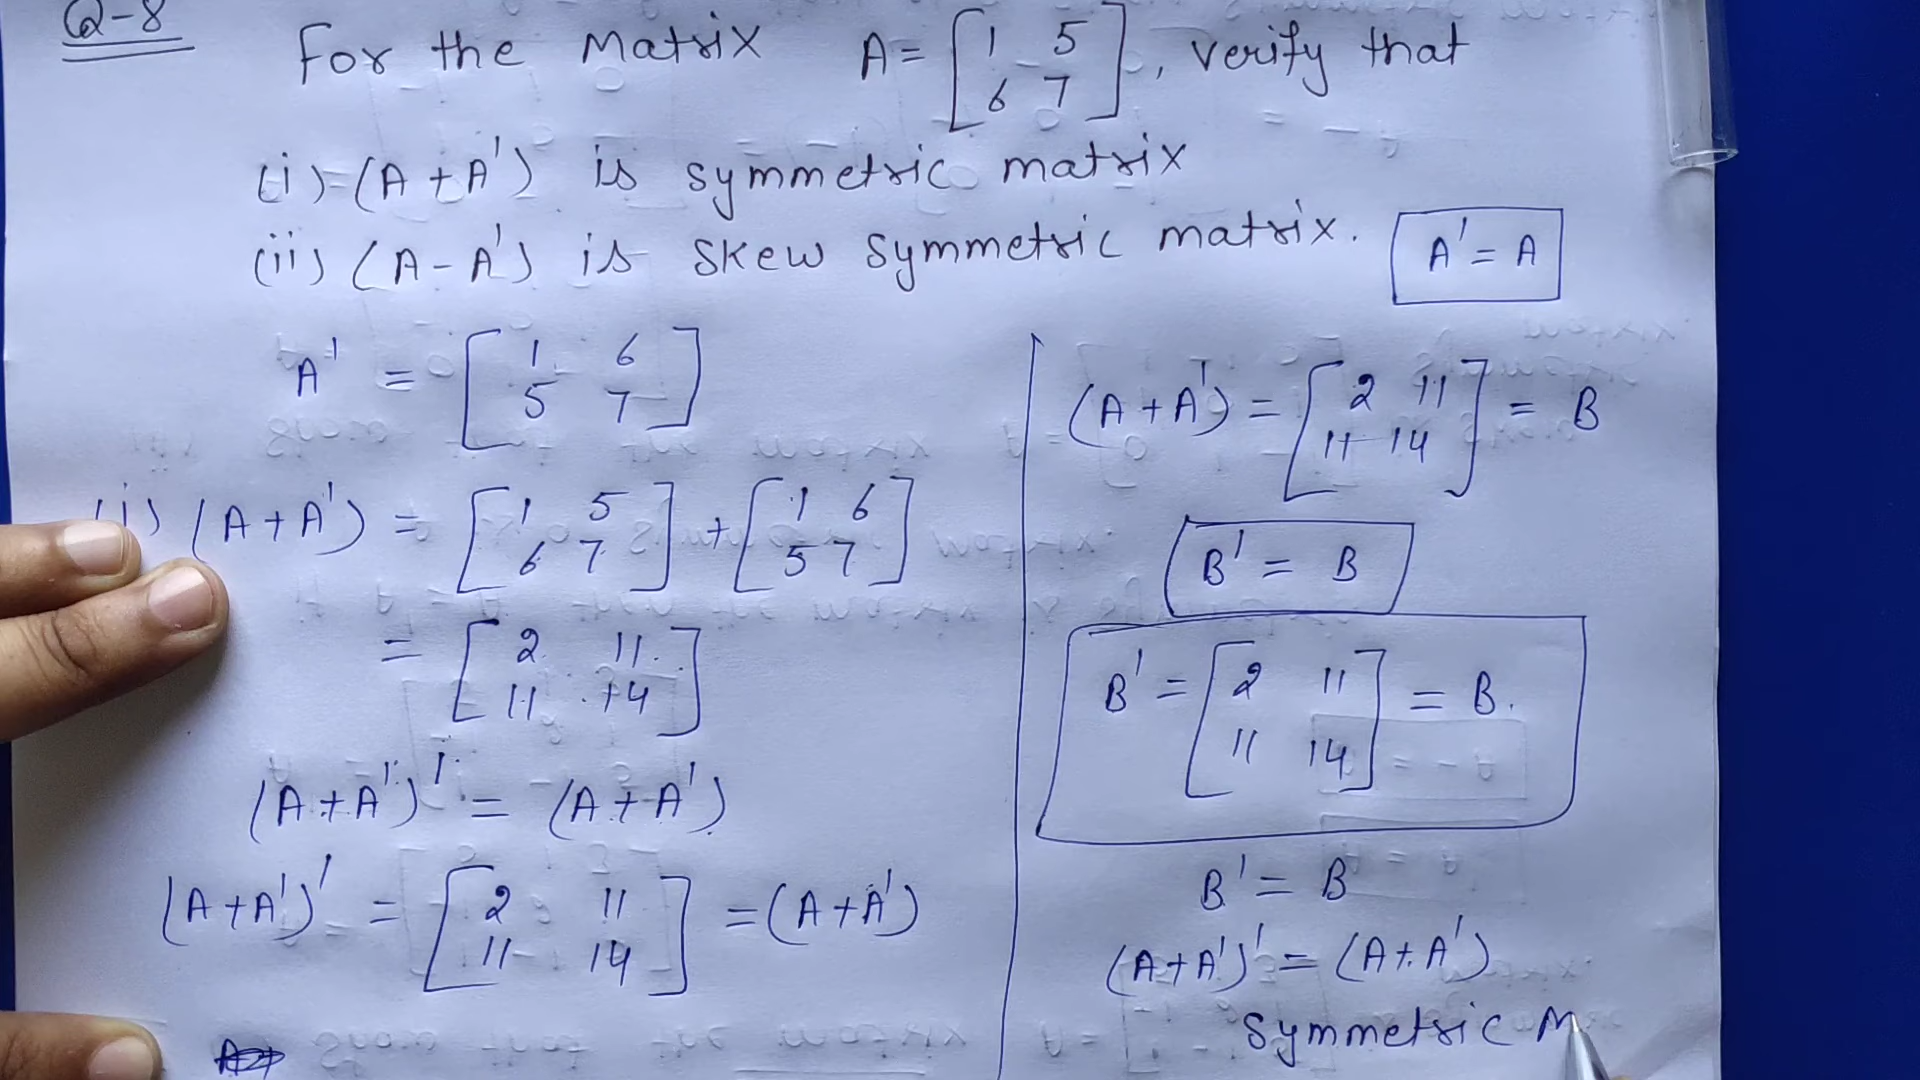 Q-8 For the Matrix A = [1 5
6 7], verify that
(i) (A + A') is symmetric matrix
(ii) (A - A') is skew symmetric matrix.
A' = A
A' = [1 6
5 7]
(i) (A + A') = [1 5
6 7] + [1 6
5 7]
= [2 11
11 14]
(A + A')' = (A + A')
(A + A')' = [2 11
11 14] = (A + A')
(A + A') = [2 11
11 14] = B
B' = B
B' = [2 11
11 14] = B.
B' = B
(A + A')' = (A + A')
Symmetric M